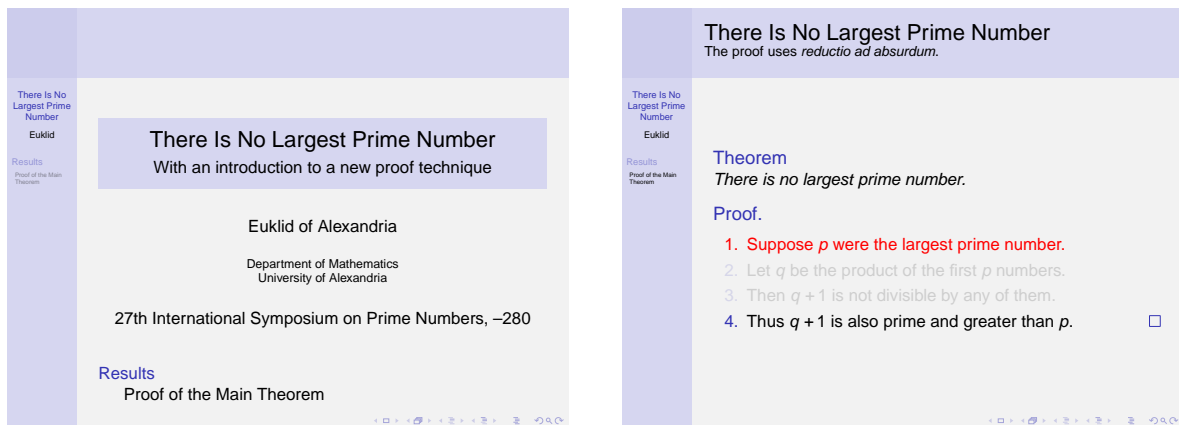 There Is No
Largest Prime
Number
Euklid
Results
Proof of the Main
Theorem
There Is No Largest Prime Number
With an introduction to a new proof technique
Euklid of Alexandria
Department of Mathematics
University of Alexandria
27th International Symposium on Prime Numbers, –280
Results
Proof of the Main Theorem
There Is No Largest Prime Number
The proof uses reductio ad absurdum.
There Is No
Largest Prime
Number
Euklid
Results
Proof of the Main
Theorem
Theorem
There is no largest prime number.
Proof.
1. Suppose p were the largest prime number.
2. Let q be the product of the first p numbers.
3. Then q + 1 is not divisible by any of them.
4. Thus q + 1 is also prime and greater than p. □